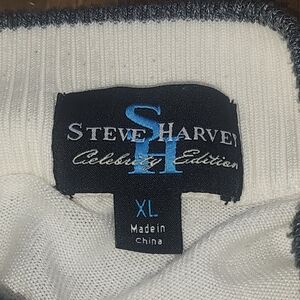 SH
STEVE HARVEY
Celebrity Edition
XL
Made in
China